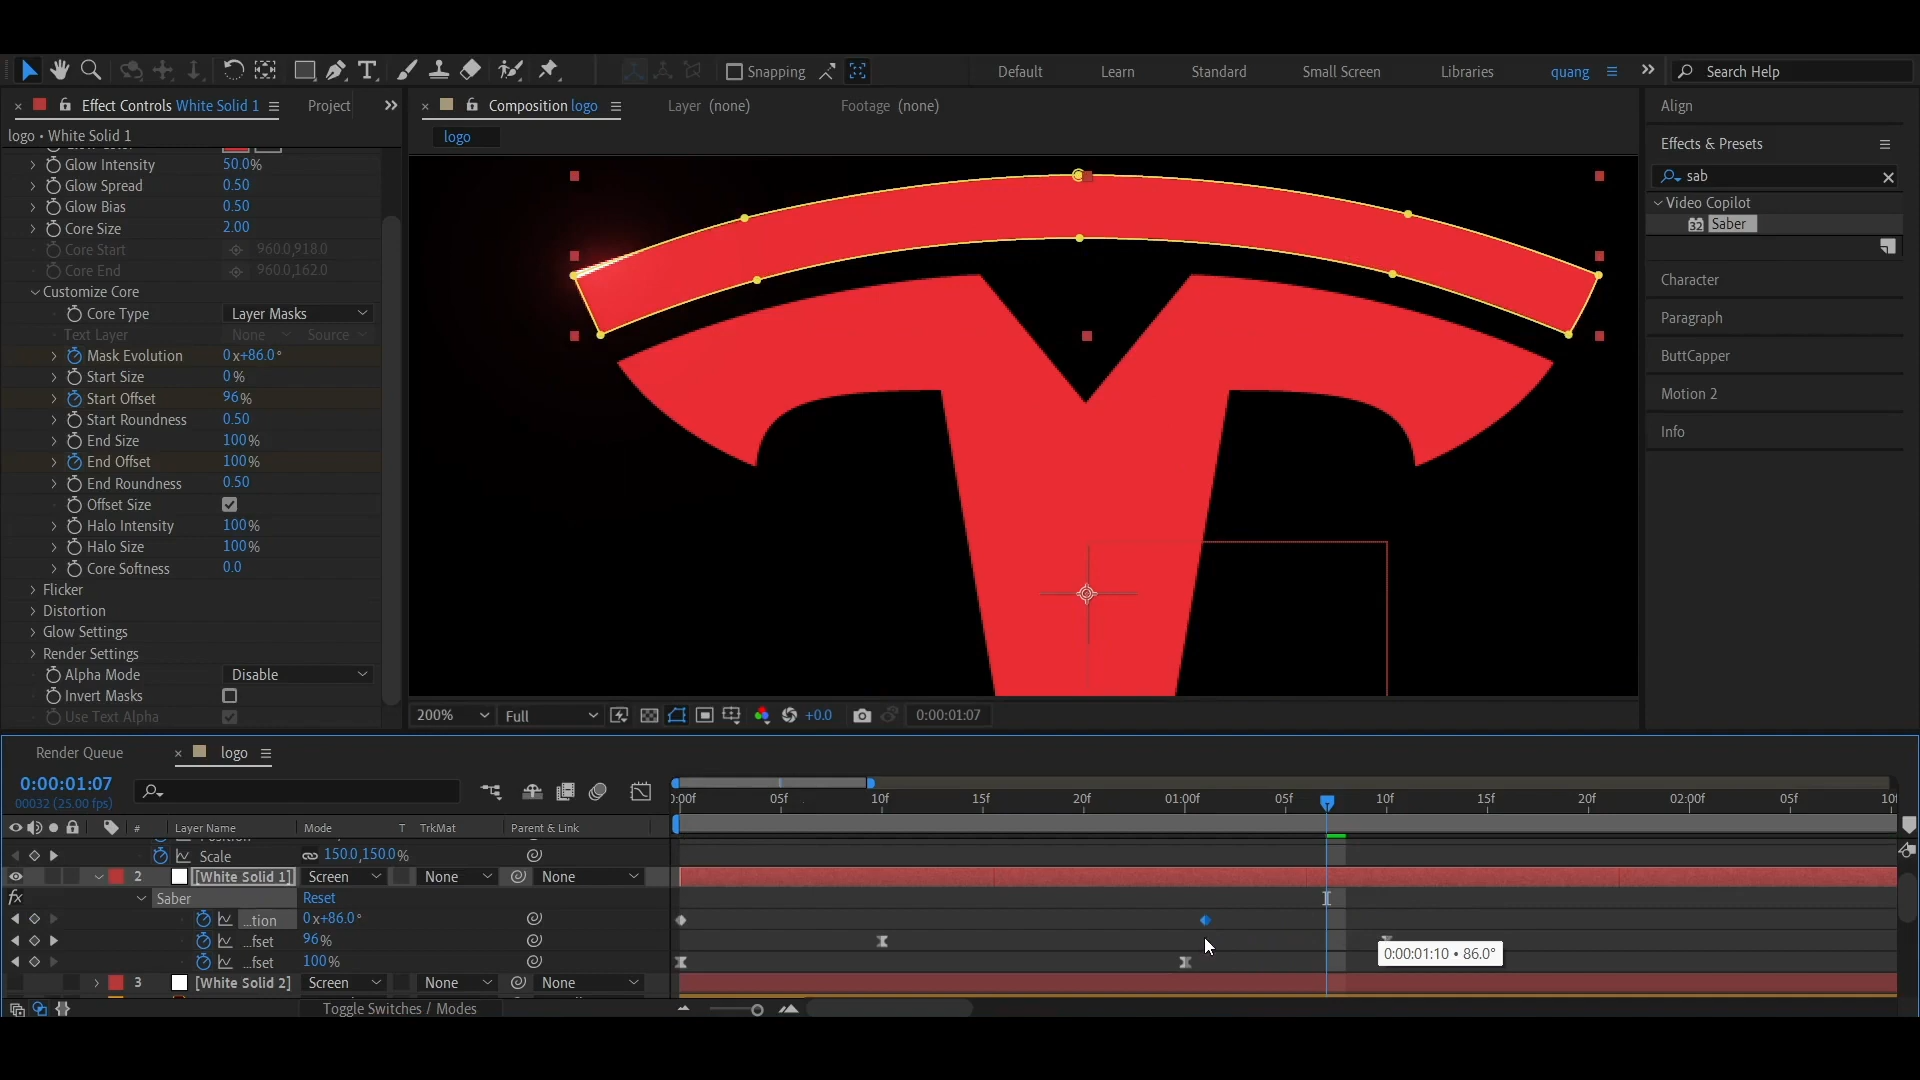 Snapping
Default
Learn
Standard
Small Screen
Libraries
quang
Search Help
Effect Controls White Solid 1
Project
Composition logo
Layer (none)
Footage (none)
Align
logo • White Solid 1
logo
Effects & Presets
Glow Intensity 50.0%
Glow Spread 0.50
Glow Bias 0.50
Core Size 2.00
Core Start 960.0,918.0
Core End 960.0,162.0
Customize Core
Core Type Layer Masks
Text Layer None Source
Mask Evolution 0x+86.0°
Start Size 0%
Start Offset 96%
Start Roundness 0.50
End Size 100%
End Offset 100%
End Roundness 0.50
Offset Size
Halo Intensity 100%
Halo Size 100%
Core Softness 0.0
Flicker
Distortion
Glow Settings
Render Settings
Alpha Mode Disable
Invert Masks
Use Text Alpha
sab
Video Copilot
32 Saber
Character
Paragraph
ButtCapper
Motion 2
Info
200% Full +0.0 0:00:01:07
Render Queue
logo
0:00:01:07
00032 (25.00 fps)
0:00f 05f 10f 15f 20f 01:00f 05f 10f 15f 20f 02:00f 05f 10f
# Layer Name Mode T TrkMat Parent & Link
Scale 150.0,150.0%
2 [White Solid 1] Screen None None
fx Saber Reset
...tion 0x+86.0°
...fset 96%
0:00:01:10 • 86.0°
...fset 100%
3 [White Solid 2] Screen None None
Toggle Switches / Modes